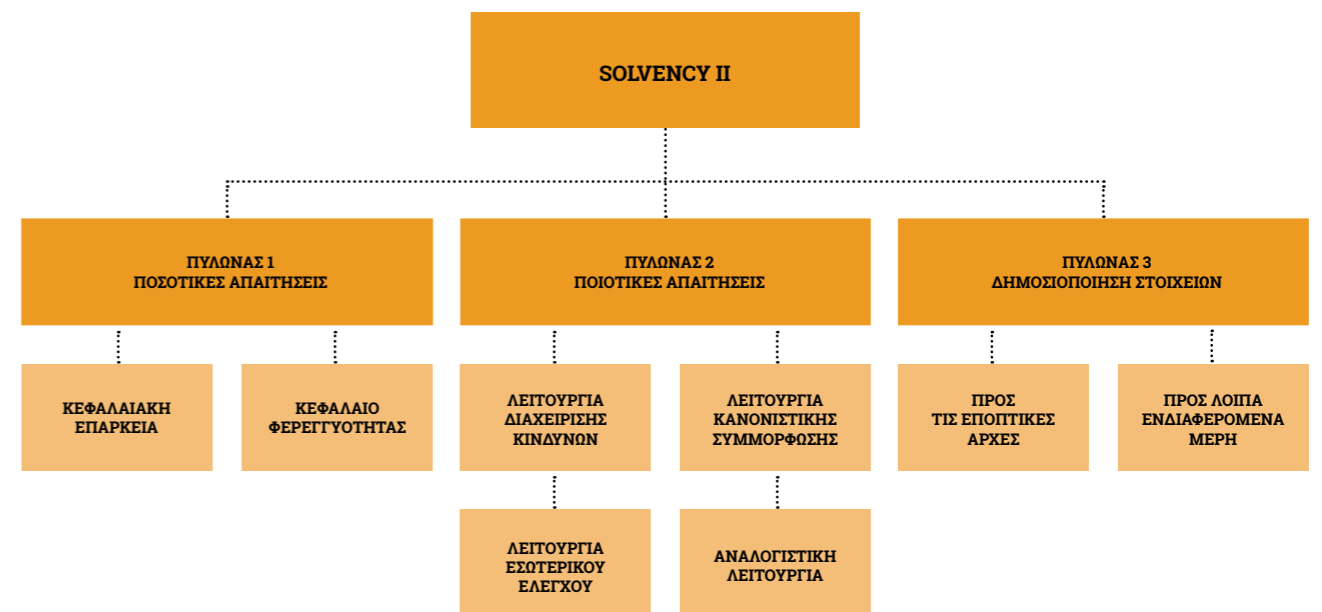 SOLVENCY II
ΠΥΛΩΝΑΣ 1
ΠΟΣΟΤΙΚΕΣ ΑΠΑΙΤΗΣΕΙΣ
ΠΥΛΩΝΑΣ 2
ΠΟΙΟΤΙΚΕΣ ΑΠΑΙΤΗΣΕΙΣ
ΠΥΛΩΝΑΣ 3
ΔΗΜΟΣΙΟΠΟΙΗΣΗ ΣΤΟΙΧΕΙΩΝ
ΚΕΦΑΛΑΙΑΚΗ
ΕΠΑΡΚΕΙΑ
ΚΕΦΑΛΑΙΟ
ΦΕΡΕΓΓΥΟΤΗΤΑΣ
ΛΕΙΤΟΥΡΓΙΑ
ΔΙΑΧΕΙΡΙΣΗΣ
ΚΙΝΔΥΝΩΝ
ΛΕΙΤΟΥΡΓΙΑ
ΚΑΝΟΝΙΣΤΙΚΗΣ
ΣΥΜΜΟΡΦΩΣΗΣ
ΠΡΟΣ
ΤΙΣ ΕΠΟΠΤΙΚΕΣ
ΑΡΧΕΣ
ΠΡΟΣ ΛΟΙΠΑ
ΕΝΔΙΑΦΕΡΟΜΕΝΑ
ΜΕΡΗ
ΛΕΙΤΟΥΡΓΙΑ
ΕΣΩΤΕΡΙΚΟΥ
ΕΛΕΓΧΟΥ
ΑΝΑΛΟΓΙΣΤΙΚΗ
ΛΕΙΤΟΥΡΓΙΑ